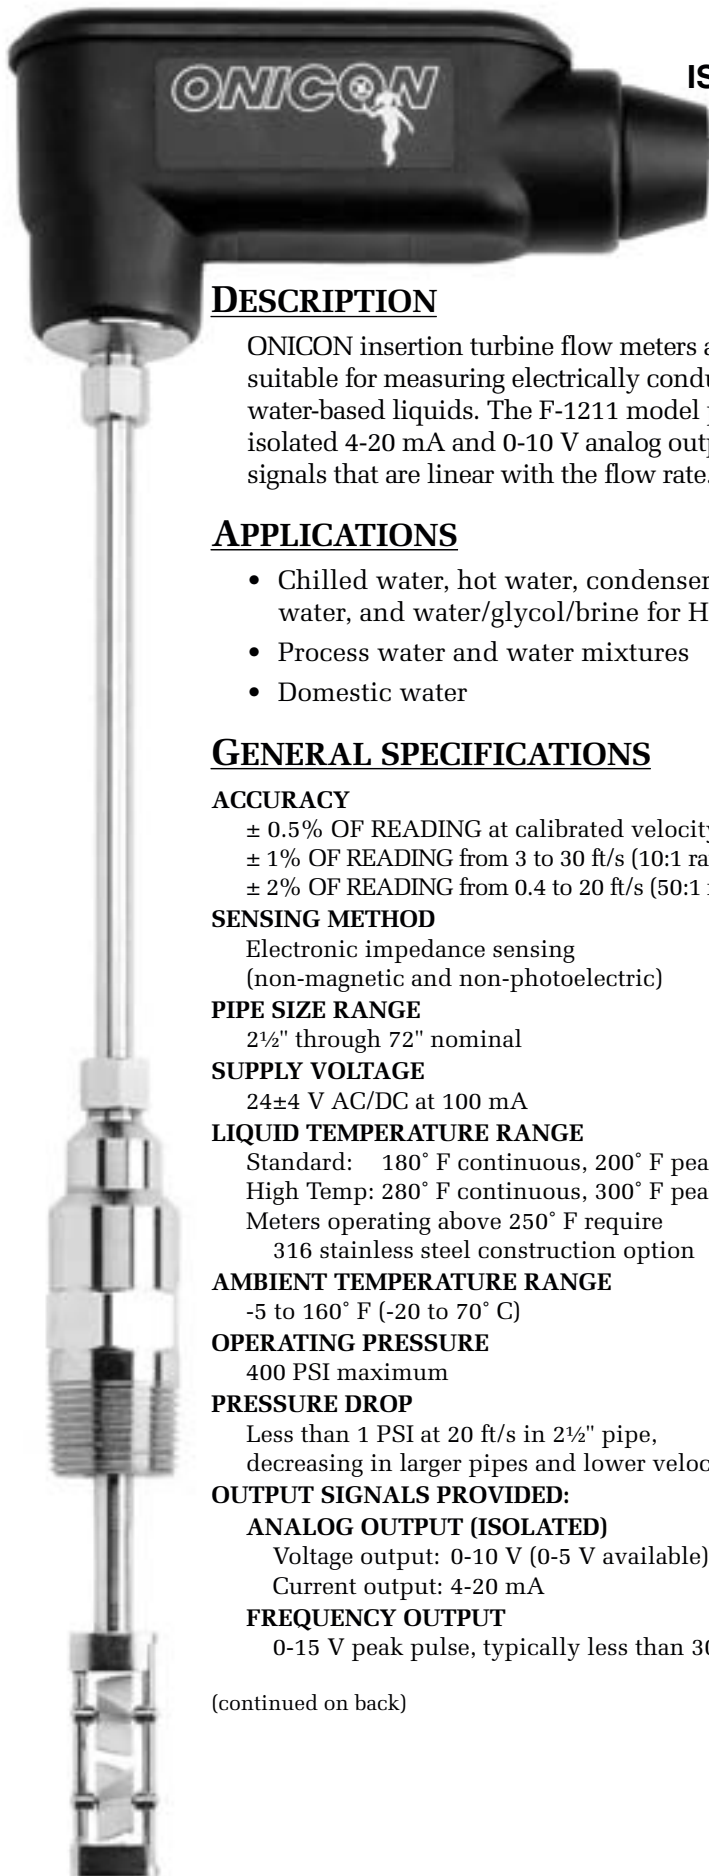 ONICON
IS
DESCRIPTION
ONICON insertion turbine flow meters a
suitable for measuring electrically condu
water-based liquids. The F-1211 model
isolated 4-20 mA and 0-10 V analog outp
signals that are linear with the flow rate.
APPLICATIONS
• Chilled water, hot water, condenser
water, and water/glycol/brine for H
• Process water and water mixtures
• Domestic water
GENERAL SPECIFICATIONS
ACCURACY
± 0.5% OF READING at calibrated velocity
± 1% OF READING from 3 to 30 ft/s (10:1 ra
± 2% OF READING from 0.4 to 20 ft/s (50:1
SENSING METHOD
Electronic impedance sensing
(non-magnetic and non-photoelectric)
PIPE SIZE RANGE
2½" through 72" nominal
SUPPLY VOLTAGE
24±4 V AC/DC at 100 mA
LIQUID TEMPERATURE RANGE
Standard: 180˚ F continuous, 200˚ F pea
High Temp: 280˚ F continuous, 300˚ F pea
Meters operating above 250˚ F require
316 stainless steel construction option
AMBIENT TEMPERATURE RANGE
-5 to 160˚ F (-20 to 70˚ C)
OPERATING PRESSURE
400 PSI maximum
PRESSURE DROP
Less than 1 PSI at 20 ft/s in 2½" pipe,
decreasing in larger pipes and lower veloc
OUTPUT SIGNALS PROVIDED:
ANALOG OUTPUT (ISOLATED)
Voltage output: 0-10 V (0-5 V available)
Current output: 4-20 mA
FREQUENCY OUTPUT
0-15 V peak pulse, typically less than 30
(continued on back)